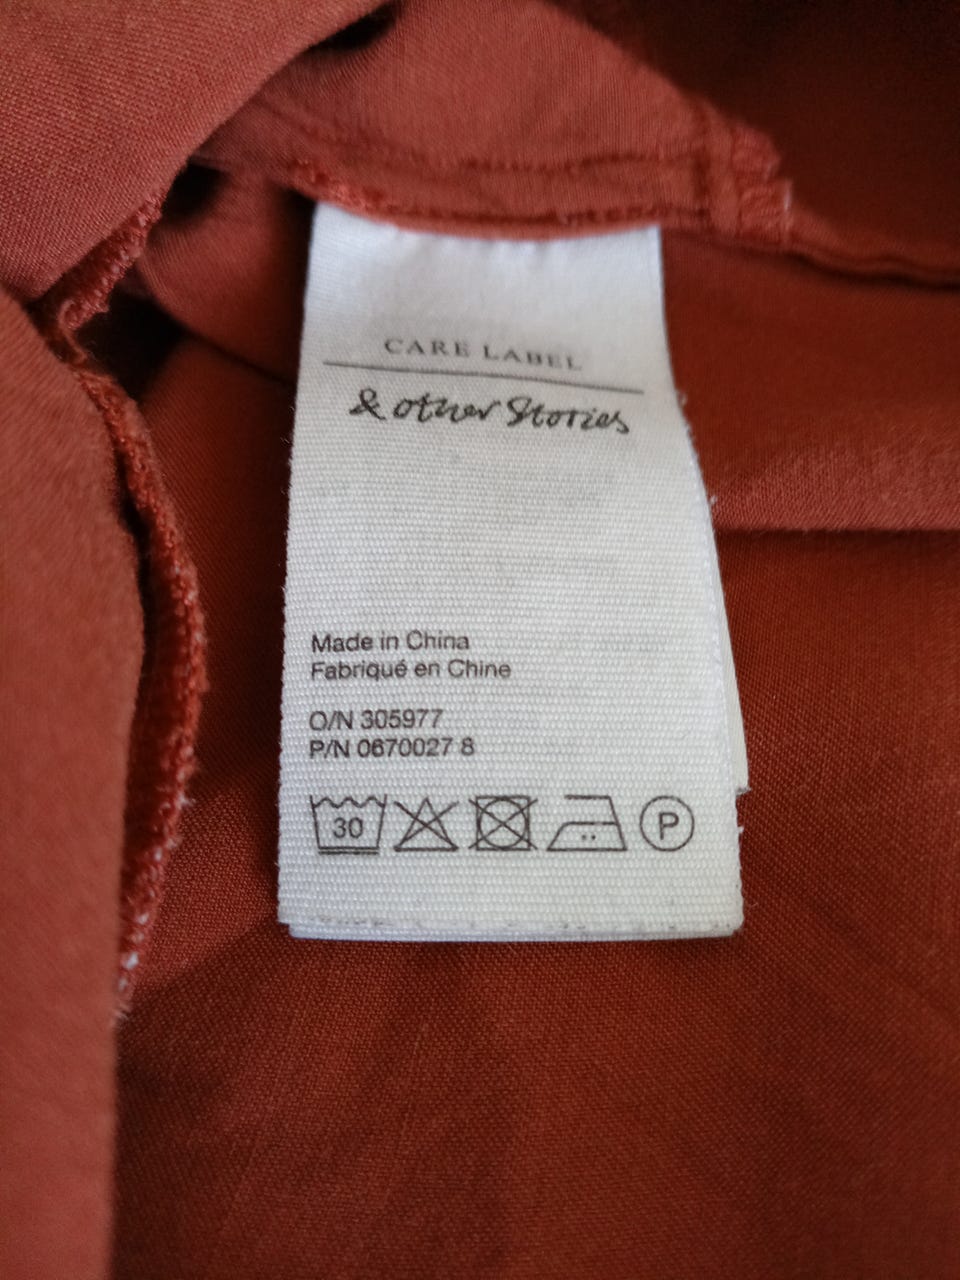 CARE LABEL
& other Stories
Made in China
Fabriqué en Chine
O/N 305977
P/N 0670027 8
30
P